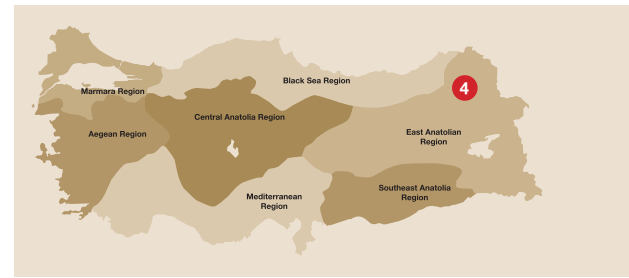 Black Sea Region
4
Marmara Region
Central Anatolia Region
Aegean Region
East Anatolian
Region
Southeast Anatolia
Region
Mediterranean
Region